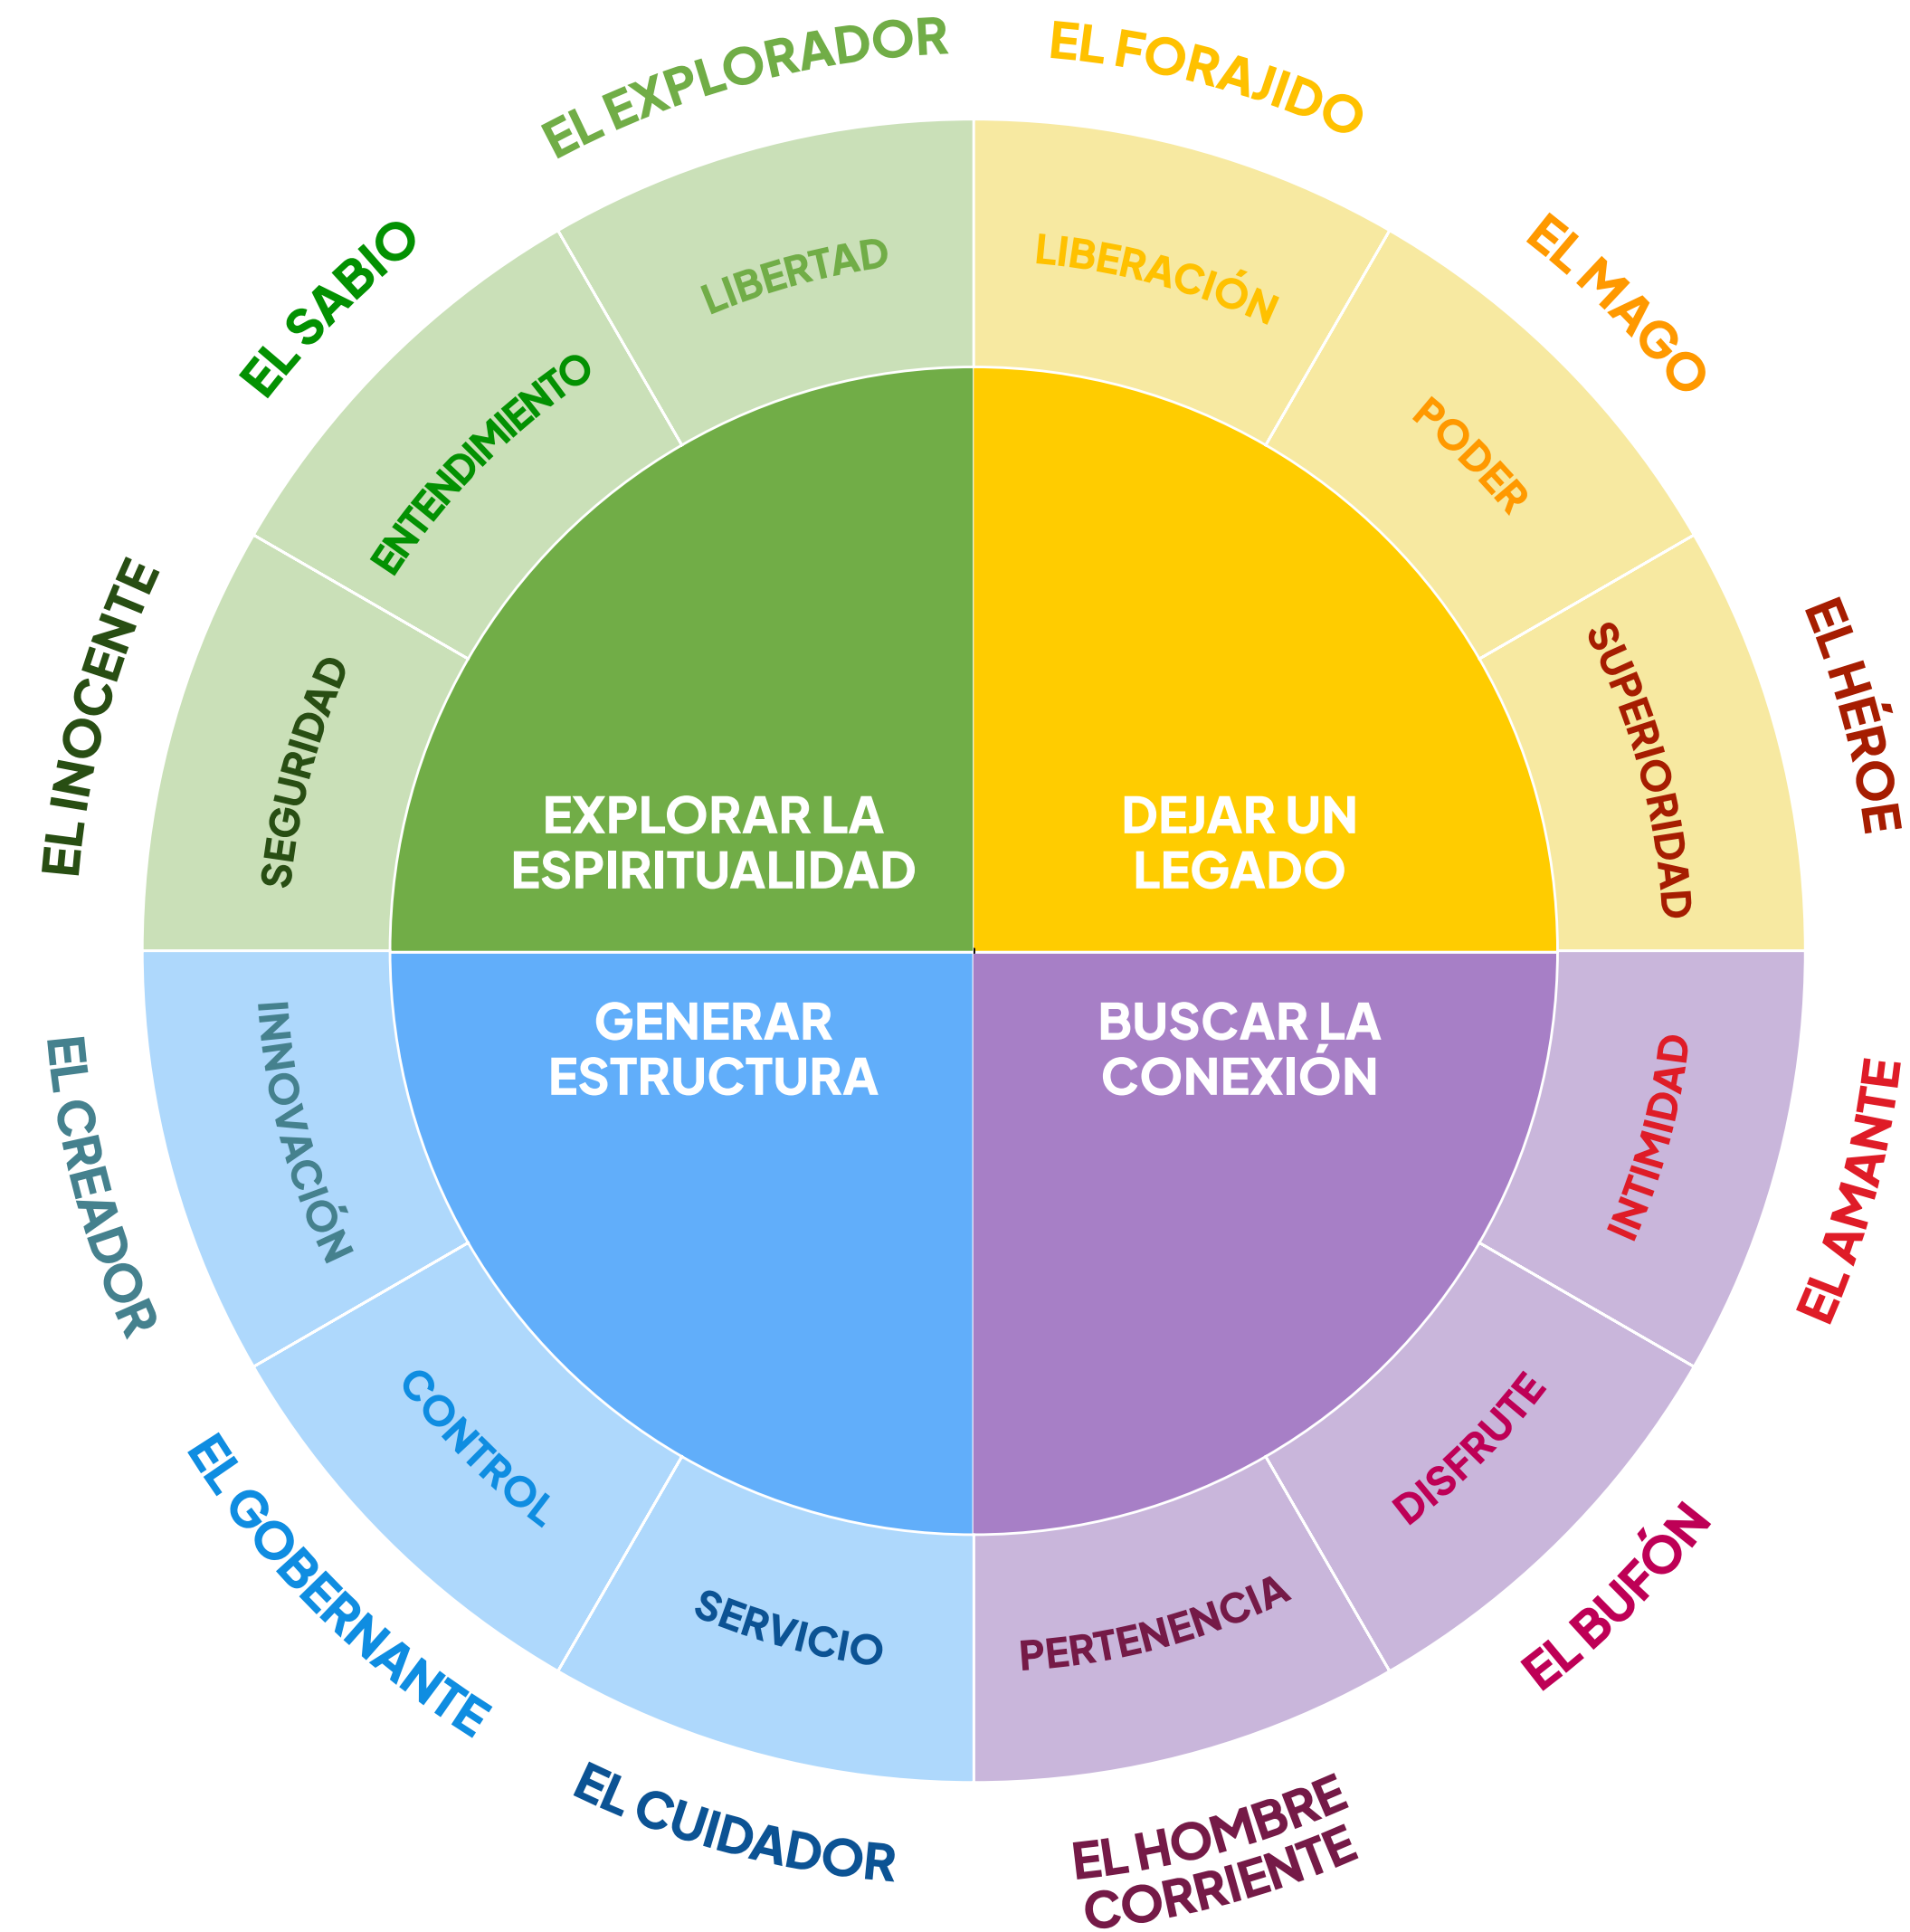 EL EXPLORADOR
EL FORAJIDO
EL MAGO
EL HÉROE
EL AMANTE
EL BUFÓN
EL HOMBRE
CORRIENTE
EL CUIDADOR
EL GOBERNANTE
EL CREADOR
EL INOCENTE
EL SABIO
LIBERTAD
LIBERACIÓN
PODER
SUPERIORIDAD
INTIMIDAD
DISFRUTE
PERTENENCIA
SERVICIO
CONTROL
INNOVACIÓN
SEGURIDAD
ENTENDIMIENTO
EXPLORAR LA
ESPIRITUALIDAD
DEJAR UN
LEGADO
GENERAR
ESTRUCTURA
BUSCAR LA
CONEXIÓN